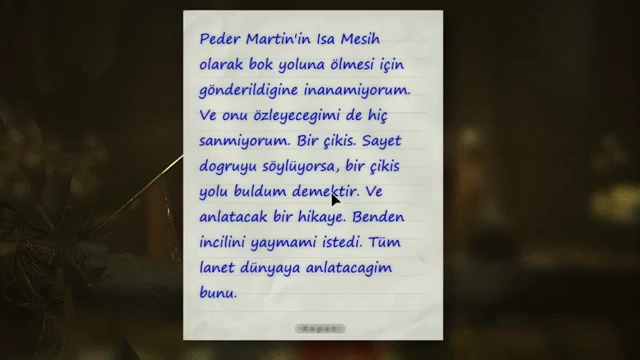 Peder Martin'in Isa Mesih
olarak bok yoluna ölmesi için
gönderildigine inanamiyorum.
Ve onu özleyecegimi de hiç
sanmiyorum. Bir çikis. Sayet
dogruyu söylüyorsa, bir çikis
yolu buldum demektir. Ve
anlatacak bir hikaye. Benden
incilini yaymami istedi. Tüm
lanet dünyaya anlatacagim
bunu.
Kapat